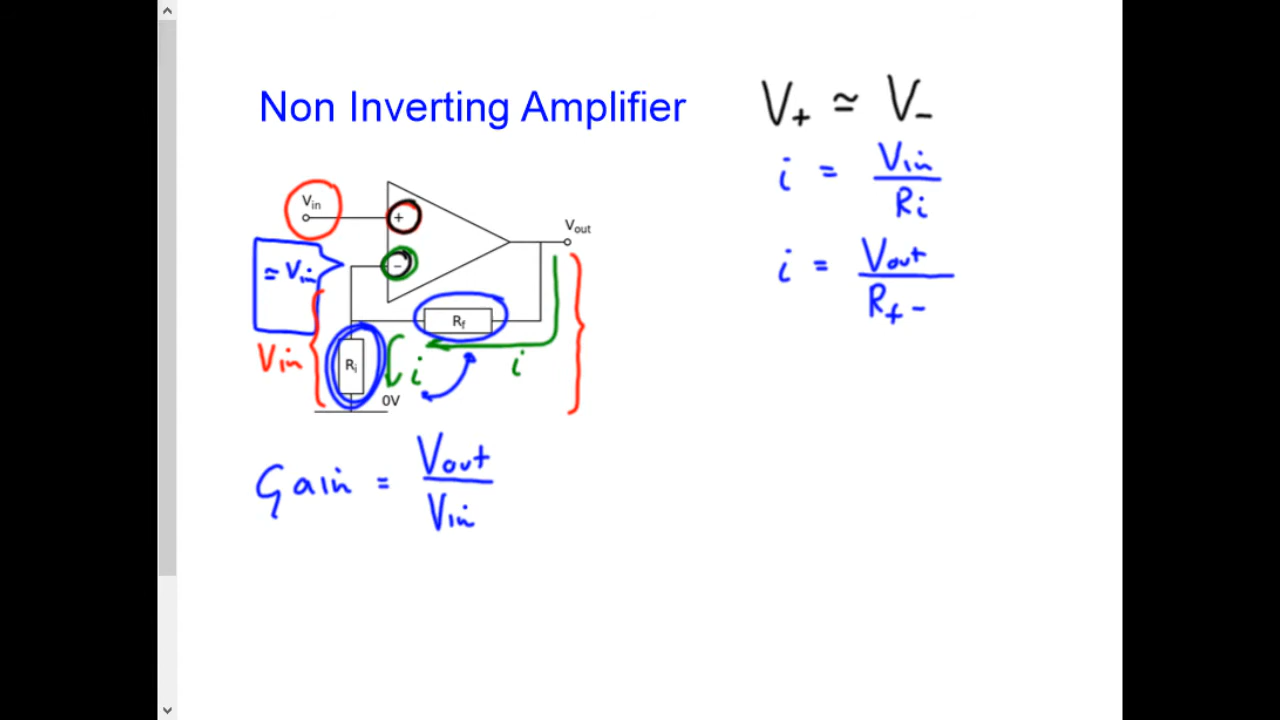 Non Inverting Amplifier
V+ ≃ V-
i = Vin / Ri
i = Vout / Rf -
Vin
+
Vout
-
≃ Vin
Rf
Vin
Ri
i
i
0V
Gain = Vout / Vin